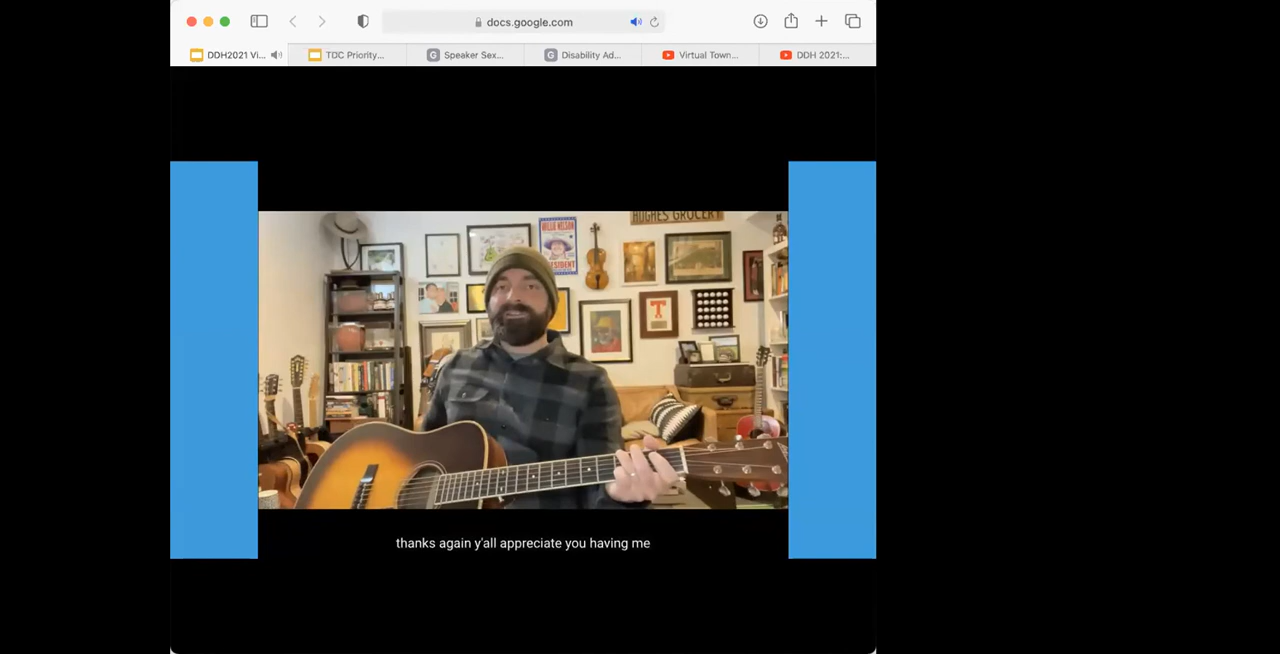 docs.google.com
DDH2021 Vi...
TDC Priority...
Speaker Sex...
Disability Ad...
Virtual Town...
DDH 2021:...
HUGHES GROCERY
WILLIE NELSON
PRESIDENT
T
thanks again y'all appreciate you having me